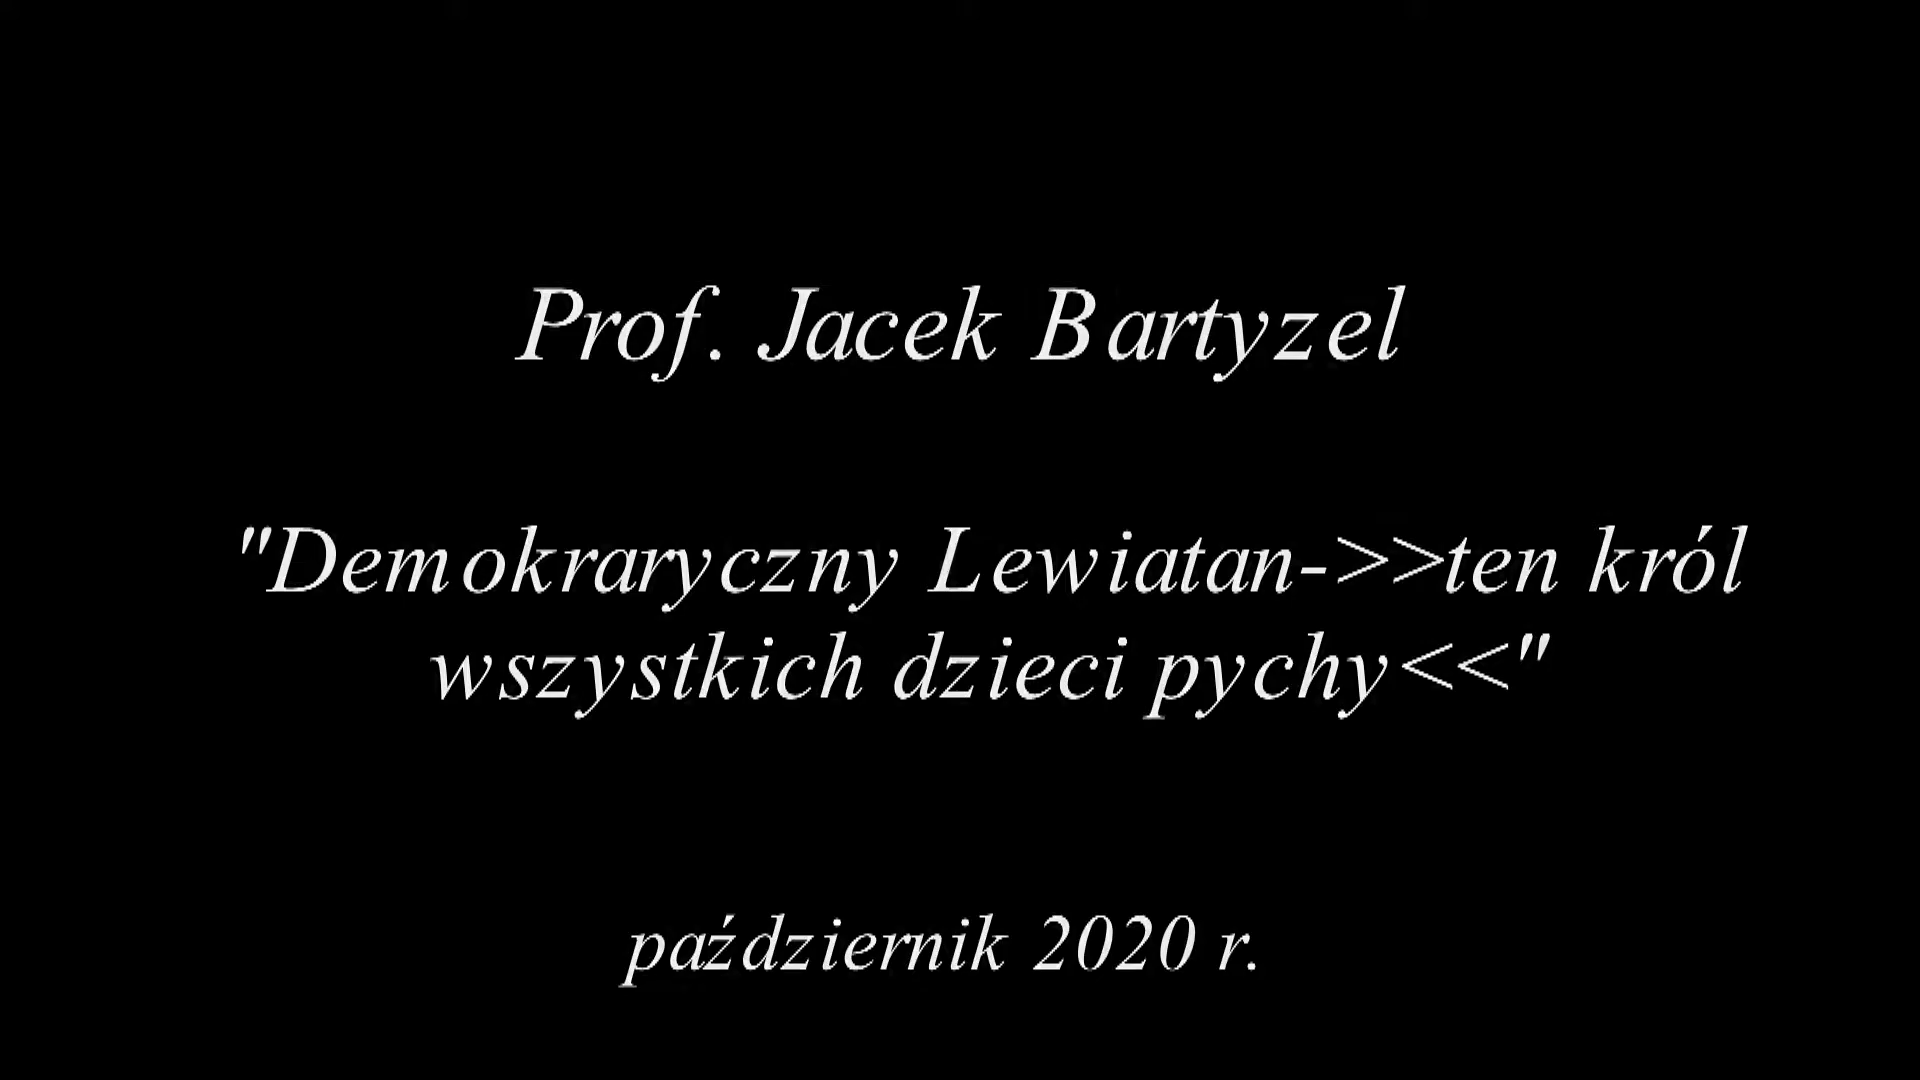 Prof. Jacek Bartyzel
"Demokraryczny Lewiatan->>ten król
wszystkich dzieci pychy<<"
październik 2020 r.